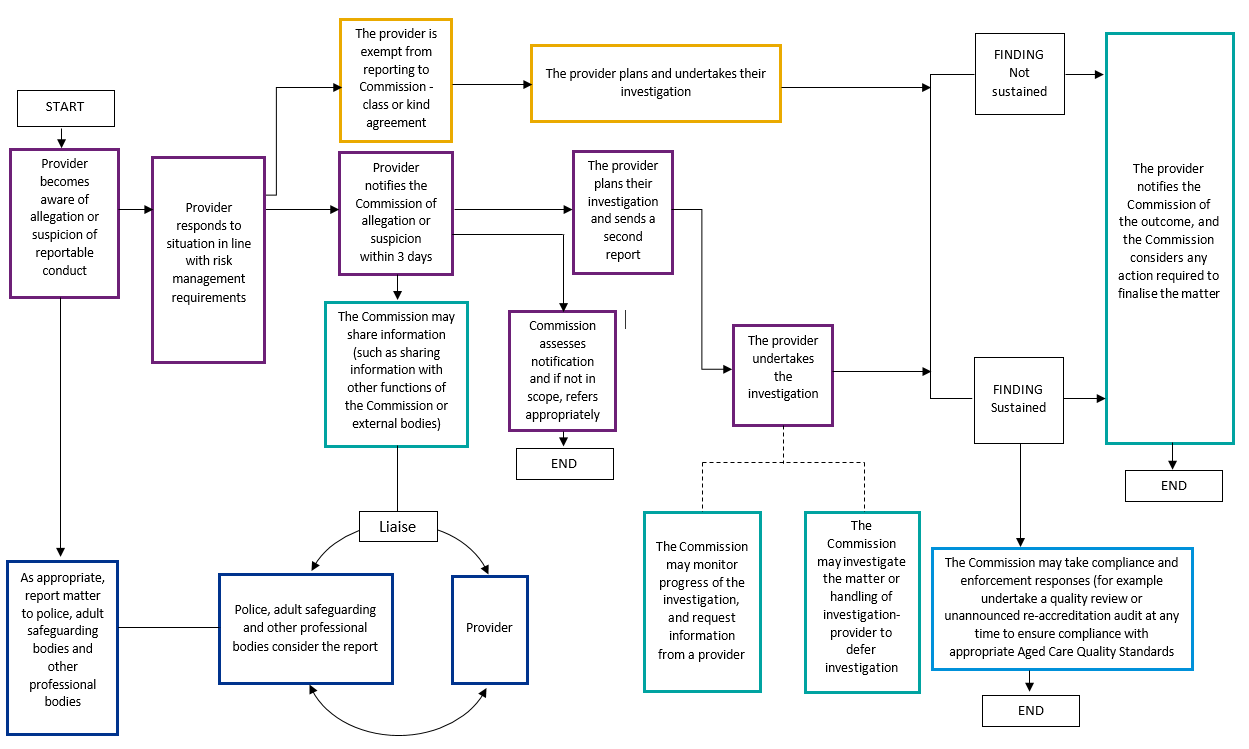 START
Provider
becomes
aware of
allegation or
suspicion of
reportable
conduct
Provider
responds to
situation in line
with risk
management
requirements
The provider is
exempt from
reporting to
Commission -
class or kind
agreement
The provider plans and undertakes their
investigation
Provider
notifies the
Commission of
allegation or
suspicion
within 3 days
The provider
plans their
investigation
and sends a
second
report
The Commission may
share information
(such as sharing
information with
other functions of
the Commission or
external bodies)
Commission
assesses
notification
and if not in
scope, refers
appropriately
END
The provider
undertakes
the
investigation
FINDING
Not
sustained
FINDING
Sustained
The provider
notifies the
Commission of
the outcome, and
the Commission
considers any
action required to
finalise the matter
END
Liaise
As appropriate,
report matter
to police, adult
safeguarding
bodies and
other
professional
bodies
Police, adult safeguarding
and other professional
bodies consider the report
Provider
The Commission
may monitor
progress of the
investigation,
and request
information
from a provider
The
Commission
may investigate
the matter or
handling of
investigation-
provider to
defer
investigation
The Commission may take compliance and
enforcement responses (for example
undertake a quality review or
unannounced re-accreditation audit at any
time to ensure compliance with
appropriate Aged Care Quality Standards
END